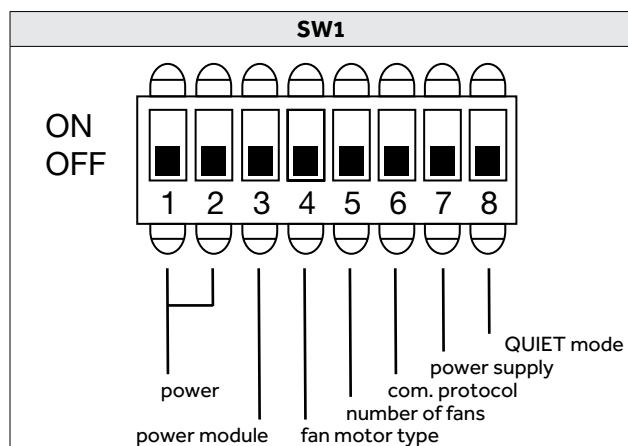 SW1
ON
OFF
1 2 3 4 5 6 7 8
QUIET mode
power supply
power com. protocol
number of fans
power module fan motor type